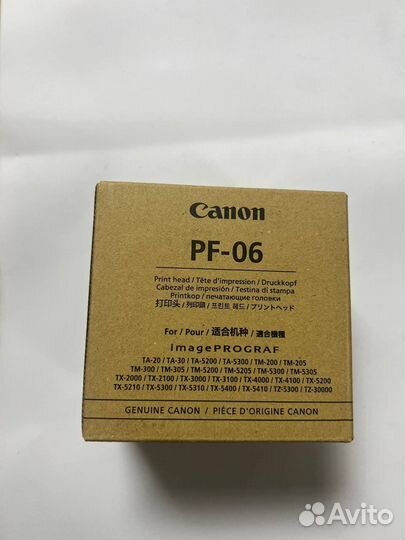 Canon
PF-06
Print head / Tête d'impression / Druckkopf
Cabezal de impresión / Testina di stampa
Printkop / печатающие головки
打印头 / 列印頭 / 프린트 헤드 / プリントヘッド
For / Pour / 适合机种 / 適合機種
imagePROGRAF
TA-20 / TA-30 / TA-5200 / TA-5300 / TM-200 / TM-205
TM-300 / TM-305 / TM-5200 / TM-5205 / TM-5300 / TM-5305
TX-2000 / TX-2100 / TX-3000 / TX-3100 / TX-4000 / TX-4100 / TX-5200
TX-5210 / TX-5300 / TX-5310 / TX-5400 / TX-5410 / TZ-5300 / TZ-30000
GENUINE CANON / PIÈCE D'ORIGINE CANON
Avito